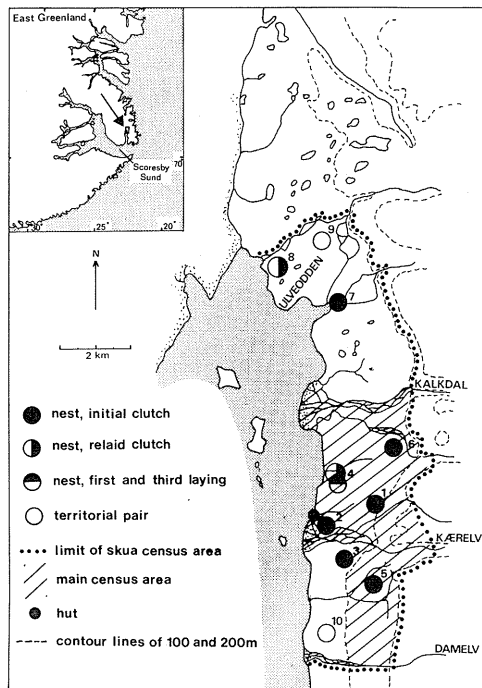 East Greenland
Scoresby
Sund
70
30°
25°
20°
N
2 km
9
8
ULVEODDEN
7
KALKDAL
6
4
1
2
KÆRELV
3
5
10
DAMELV
nest, initial clutch
nest, relaid clutch
nest, first and third laying
territorial pair
limit of skua census area
main census area
hut
contour lines of 100 and 200m